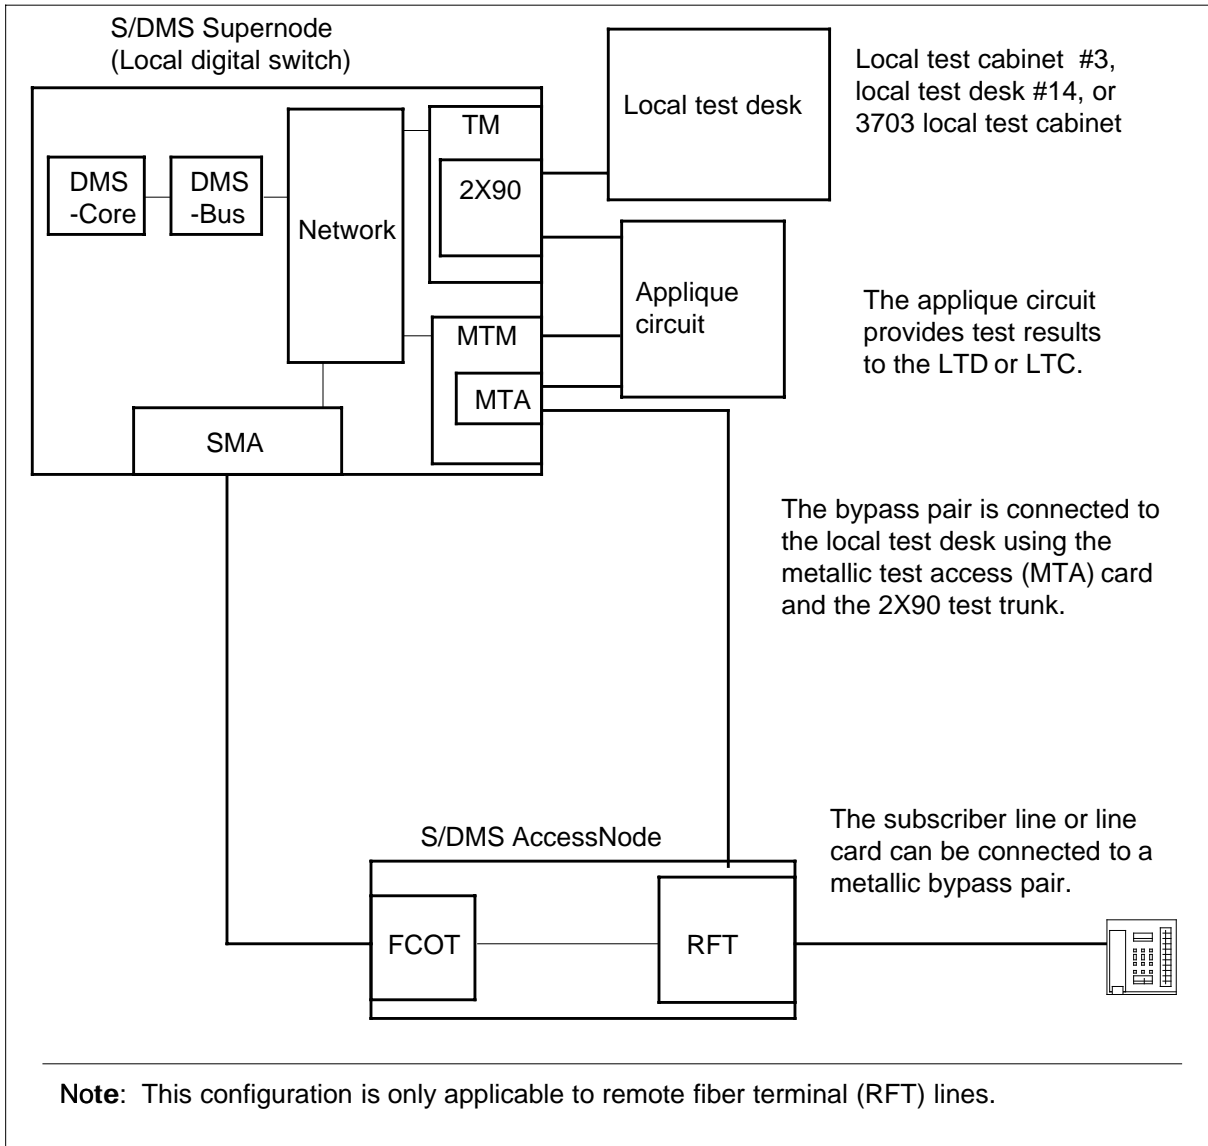 S/DMS Supernode
(Local digital switch)
Local test desk
Local test cabinet #3,
local test desk #14, or
3703 local test cabinet
TM
2X90
DMS
-Core
DMS
-Bus
Network
Applique
circuit
The applique circuit
provides test results
to the LTD or LTC.
MTM
MTA
SMA
The bypass pair is connected to
the local test desk using the
metallic test access (MTA) card
and the 2X90 test trunk.
S/DMS AccessNode
The subscriber line or line
card can be connected to a
metallic bypass pair.
FCOT
RFT
Note: This configuration is only applicable to remote fiber terminal (RFT) lines.